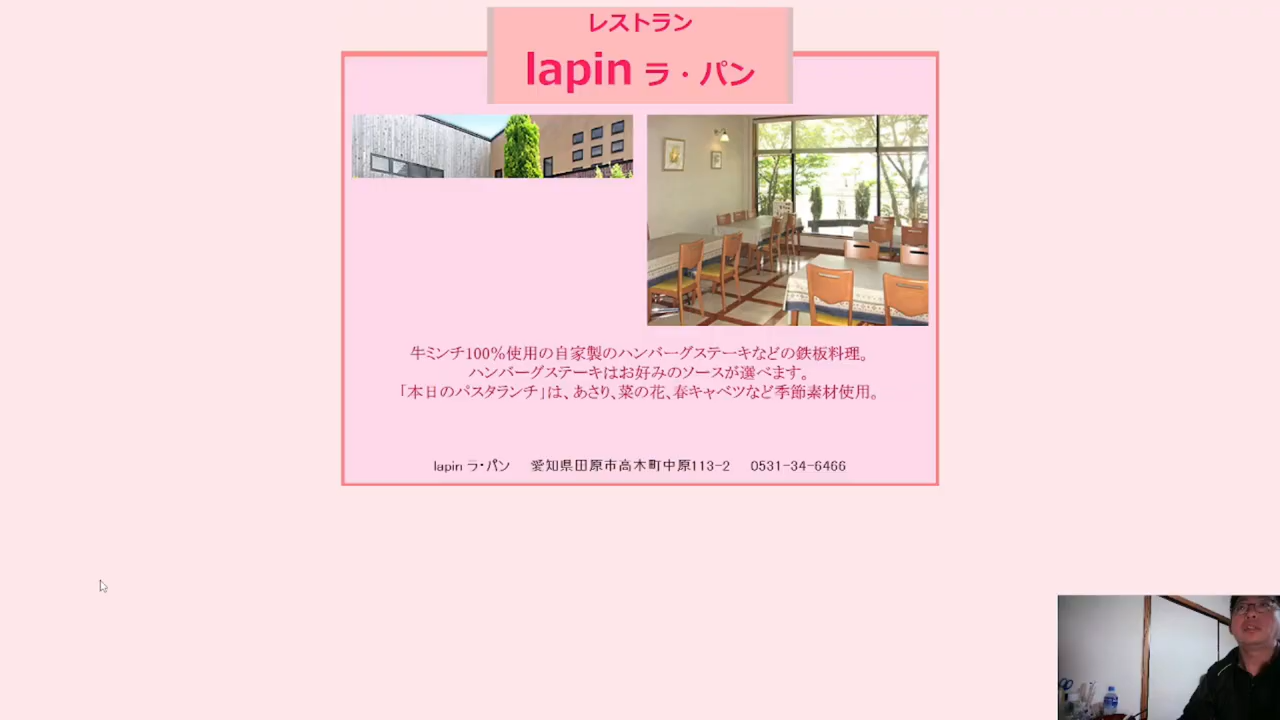 レストラン
lapin ラ・パン
牛ミンチ100%使用の自家製のハンバーグステーキなどの鉄板料理。
ハンバーグステーキはお好みのソースが選べます。
「本日のパスタランチ」は、あさり、菜の花、春キャベツなど季節素材使用。
lapin ラ・パン 愛知県田原市高木町中原113-2 0531-34-6466